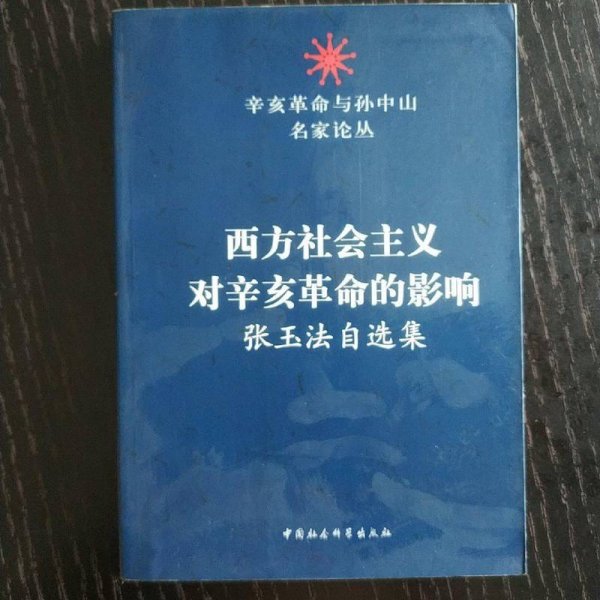 辛亥革命与孙中山
名家论丛
西方社会主义
对辛亥革命的影响
张玉法自选集
中国社会科学出版社